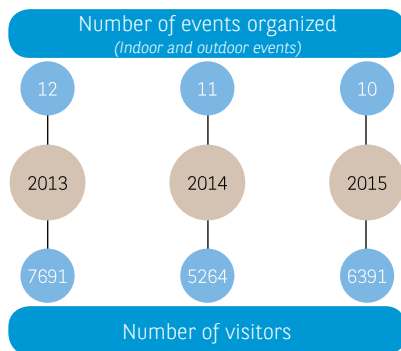 Number of events organized
(Indoor and outdoor events)
12 11 10
2013 2014 2015
7691 5264 6391
Number of visitors